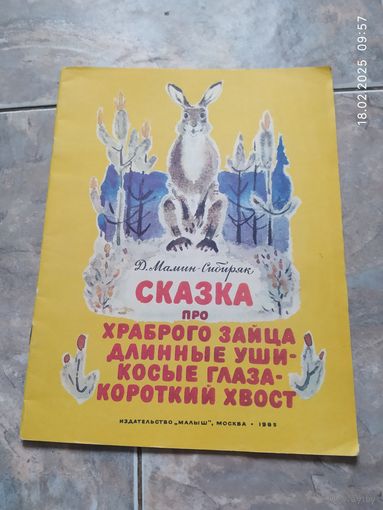 18.02.2025 09:57
Д. Мамин-Сибиряк
СКАЗКА
ПРО
ХРАБРОГО ЗАЙЦА
ДЛИННЫЕ УШИ-
КОСЫЕ ГЛАЗА-
КОРОТКИЙ ХВОСТ
ИЗДАТЕЛЬСТВО „МАЛЫШ”, МОСКВА • 1985